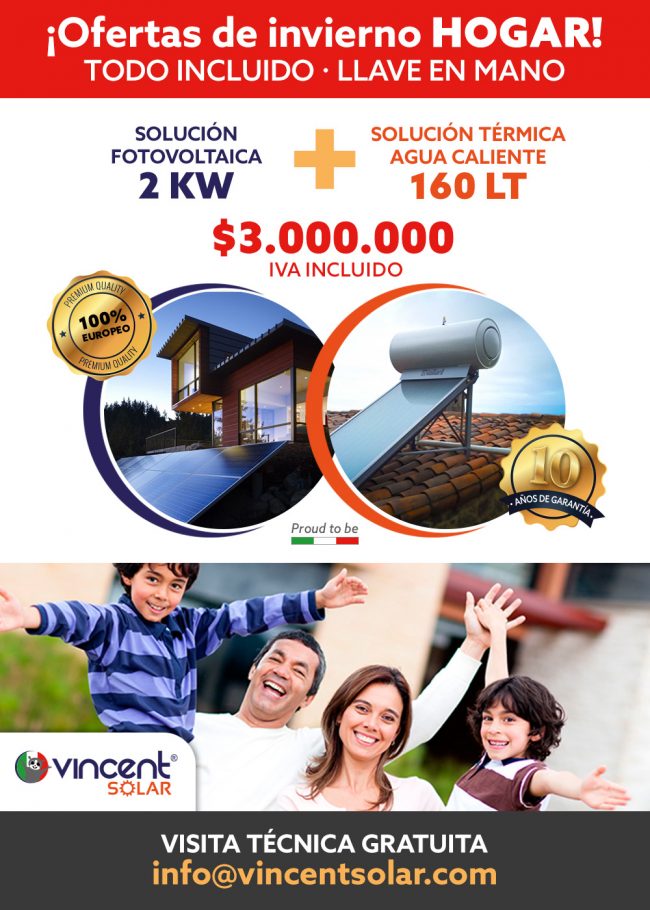 ¡Ofertas de invierno HOGAR!
TODO INCLUIDO · LLAVE EN MANO
SOLUCIÓN
FOTOVOLTAICA
2 KW
+
SOLUCIÓN TÉRMICA
AGUA CALIENTE
160 LT
$3.000.000
IVA INCLUIDO
PREMIUM QUALITY
100%
EUROPEO
PREMIUM QUALITY
10
AÑOS DE GARANTÍA
Proud to be
vincent®
SOLAR
VISITA TÉCNICA GRATUITA
info@vincentsolar.com